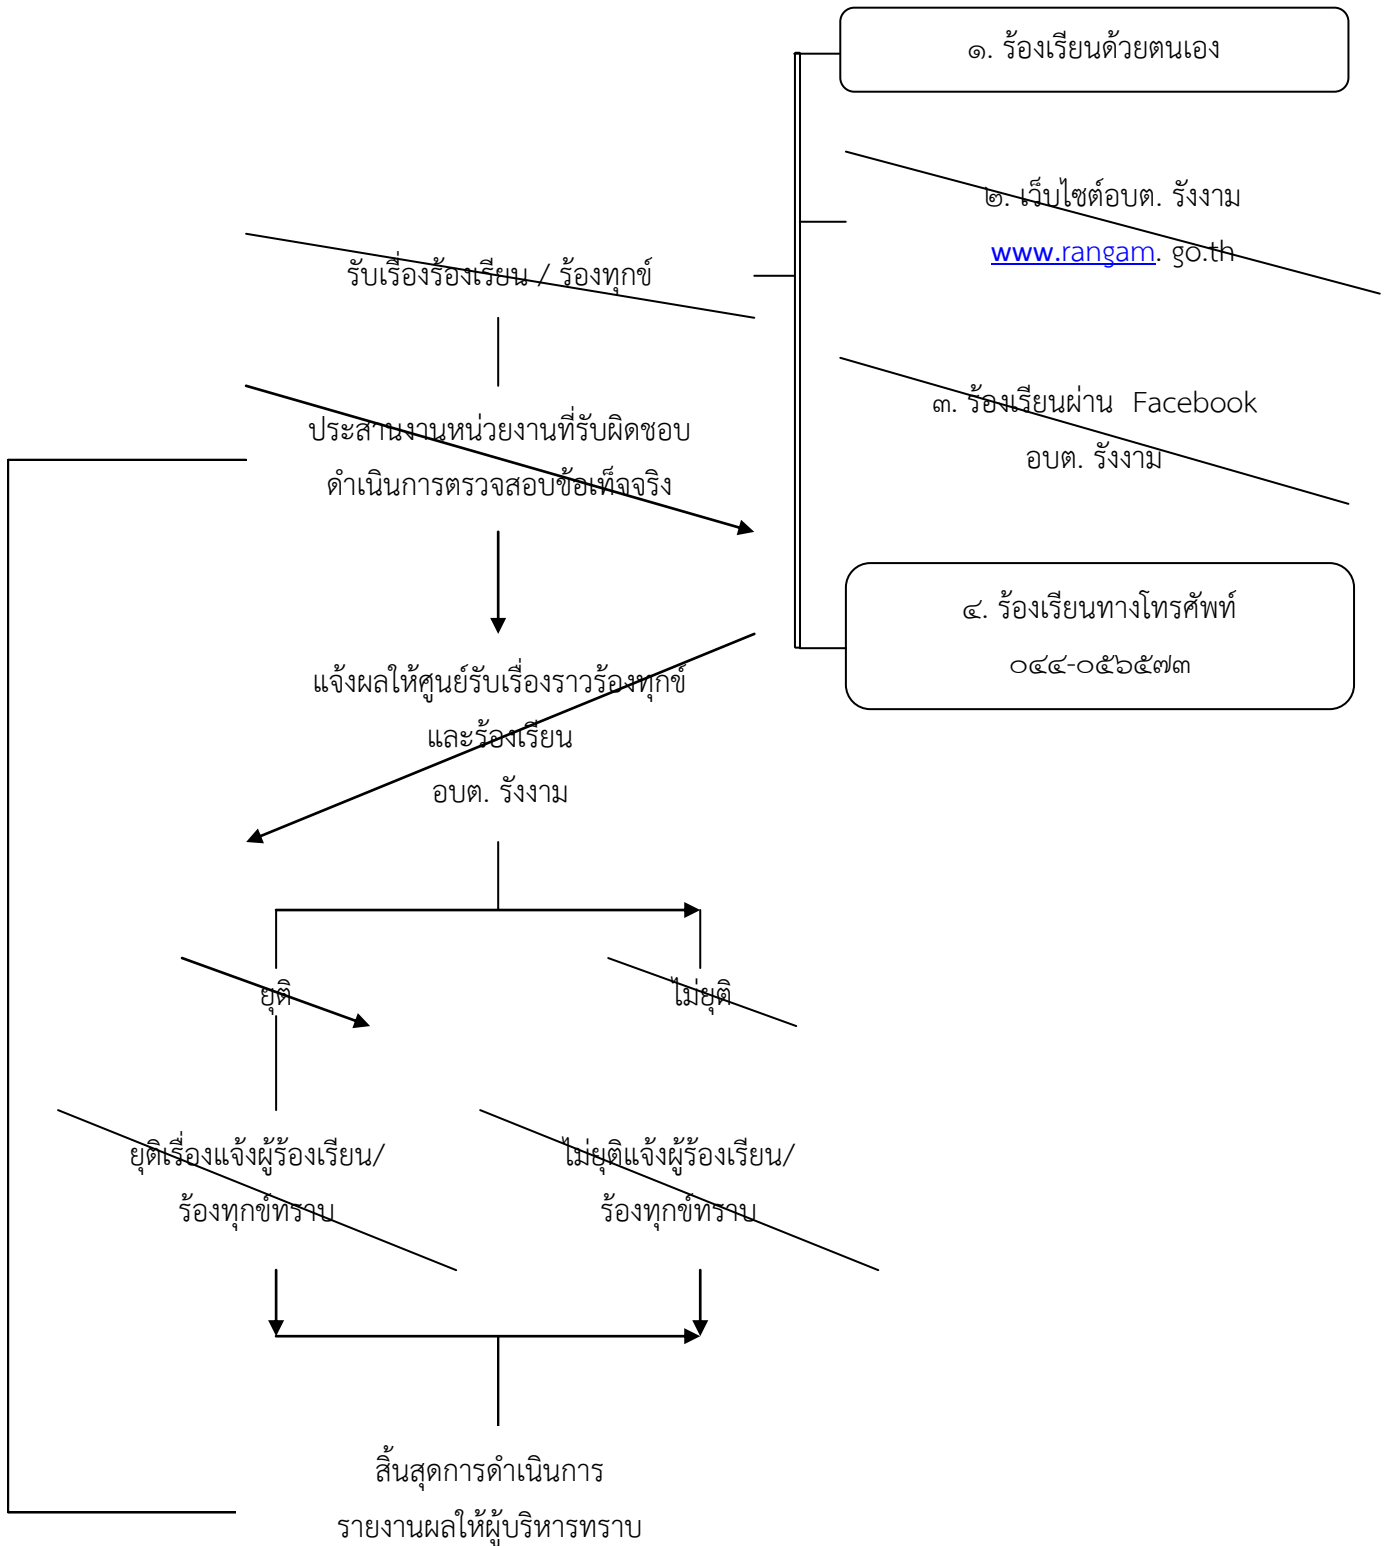 ๑. ร้องเรียนด้วยตนเอง
๒. เว็บไซต์อบต. รังงาม
www.rangam. go.th
รับเรื่องร้องเรียน / ร้องทุกข์
๓. ร้องเรียนผ่าน Facebook
อบต. รังงาม
ประสานงานหน่วยงานที่รับผิดชอบ
ดำเนินการตรวจสอบข้อเท็จจริง
๔. ร้องเรียนทางโทรศัพท์
๐๔๔-๐๕๖๕๗๓
แจ้งผลให้ศูนย์รับเรื่องราวร้องทุกข์
และร้องเรียน
อบต. รังงาม
ยุติ
ไม่ยุติ
ยุติเรื่องแจ้งผู้ร้องเรียน/
ร้องทุกข์ทราบ
ไม่ยุติแจ้งผู้ร้องเรียน/
ร้องทุกข์ทราบ
สิ้นสุดการดำเนินการ
รายงานผลให้ผู้บริหารทราบ